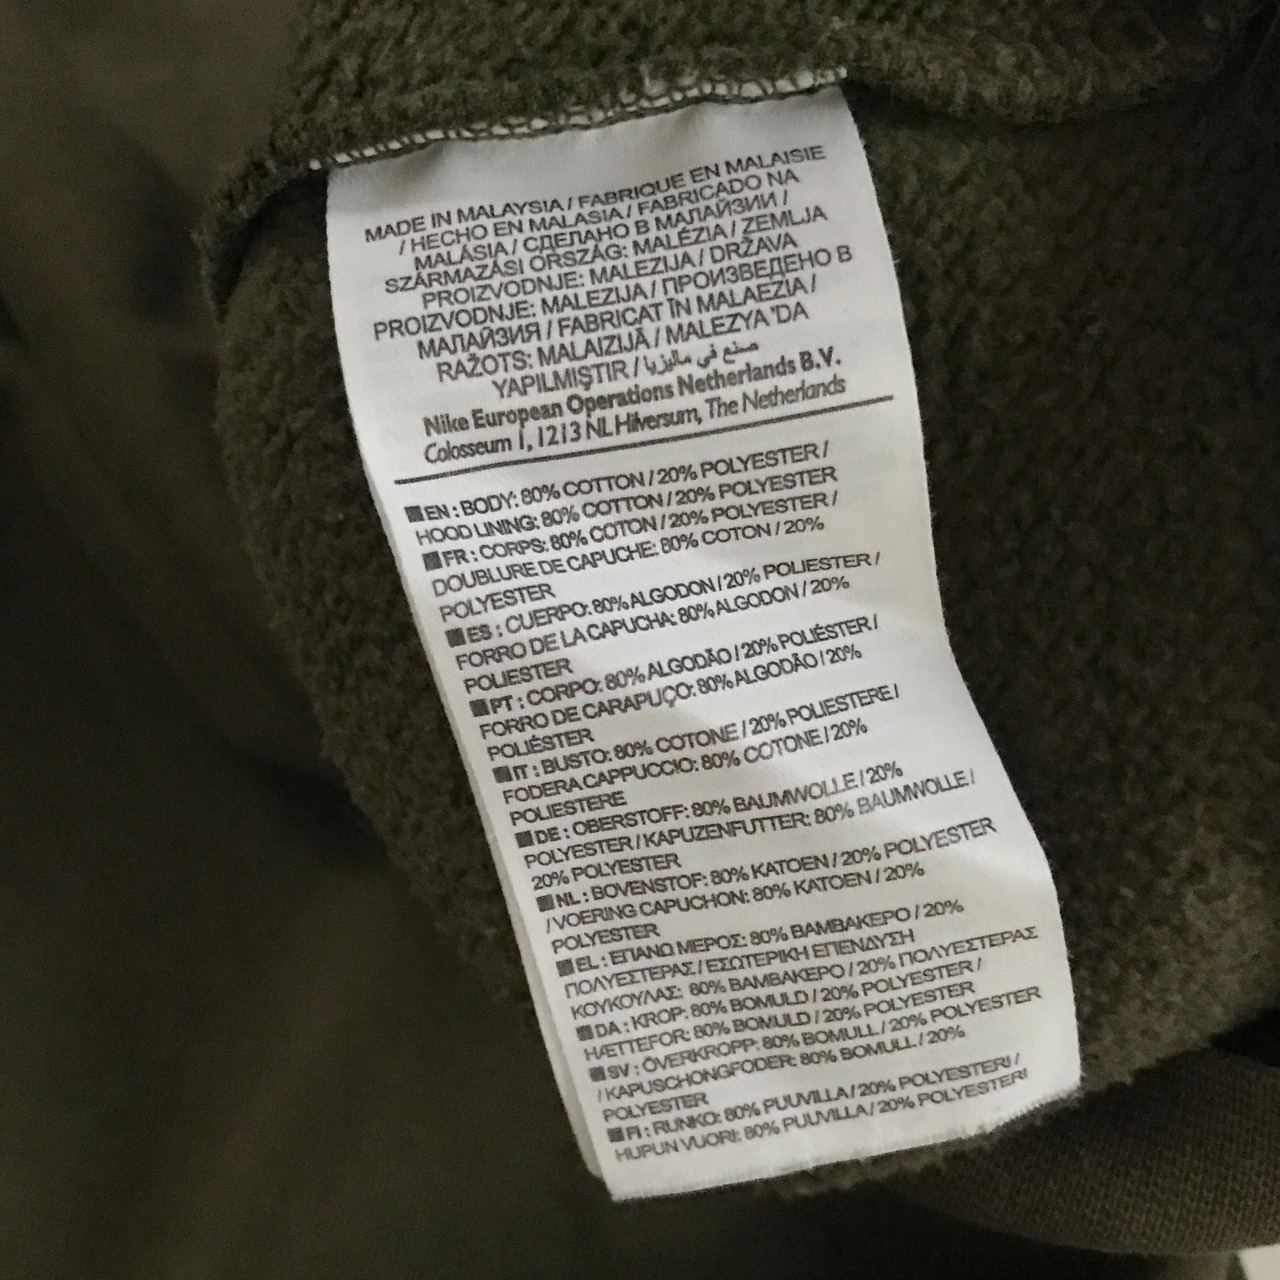 MADE IN MALAYSIA / FABRIQUE EN MALAISIE
/ HECHO EN MALASIA / FABRICADO NA
MALÁSIA / СДЕЛАНО В МАЛАЙЗИИ /
SZÁRMAZÁSI ORSZÁG: MALÉZIA / ZEMLJA
PROIZVODNJE: MALEZIJA / DRŽAVA
PROIZVODNJE: MALEZIJA / ПРОИЗВЕДЕНО В
МАЛАЙЗИЯ / FABRICAT ÎN MALAEZIA /
RAŽOTS: MALAIZIJĀ / MALEZYA 'DA
YAPILMIŞTIR / صنع في ماليزيا
Nike European Operations Netherlands B.V.
Colosseum 1, 1213 NL Hilversum, The Netherlands
EN : BODY: 80% COTTON / 20% POLYESTER /
HOOD LINING: 80% COTTON / 20% POLYESTER
FR : CORPS: 80% COTON / 20% POLYESTER /
DOUBLURE DE CAPUCHE: 80% COTON / 20%
POLYESTER
ES : CUERPO: 80% ALGODON / 20% POLIESTER /
FORRO DE LA CAPUCHA: 80% ALGODON / 20%
POLIESTER
PT : CORPO: 80% ALGODÃO / 20% POLIÉSTER /
FORRO DE CARAPUÇO: 80% ALGODÃO / 20%
POLIÉSTER
IT : BUSTO: 80% COTONE / 20% POLIESTERE /
FODERA CAPPUCCIO: 80% COTONE / 20%
POLIESTERE
DE : OBERSTOFF: 80% BAUMWOLLE / 20%
POLYESTER / KAPUZENFUTTER: 80% BAUMWOLLE /
20% POLYESTER
NL : BOVENSTOF: 80% KATOEN / 20% POLYESTER
/ VOERING CAPUCHON: 80% KATOEN / 20%
POLYESTER
EL : ΕΠΑΝΩ ΜΕΡΟΣ: 80% ΒΑΜΒΑΚΕΡΟ / 20%
ΠΟΛΥΕΣΤΕΡΑΣ / ΕΣΩΤΕΡΙΚΗ ΕΠΕΝΔΥΣΗ
ΚΟΥΚΟΥΛΑΣ: 80% ΒΑΜΒΑΚΕΡΟ / 20% ΠΟΛΥΕΣΤΕΡΑΣ
DA : KROP: 80% BOMULD / 20% POLYESTER /
HÆTTEFOR: 80% BOMULD / 20% POLYESTER
SV : ÖVERKROPP: 80% BOMULL / 20% POLYESTER
/ KAPUSCHONGFODER: 80% BOMULL / 20%
POLYESTER
FI : RUNKO: 80% PUUVILLA / 20% POLYESTERI /
HUPUN VUORI: 80% PUUVILLA / 20% POLYESTERI